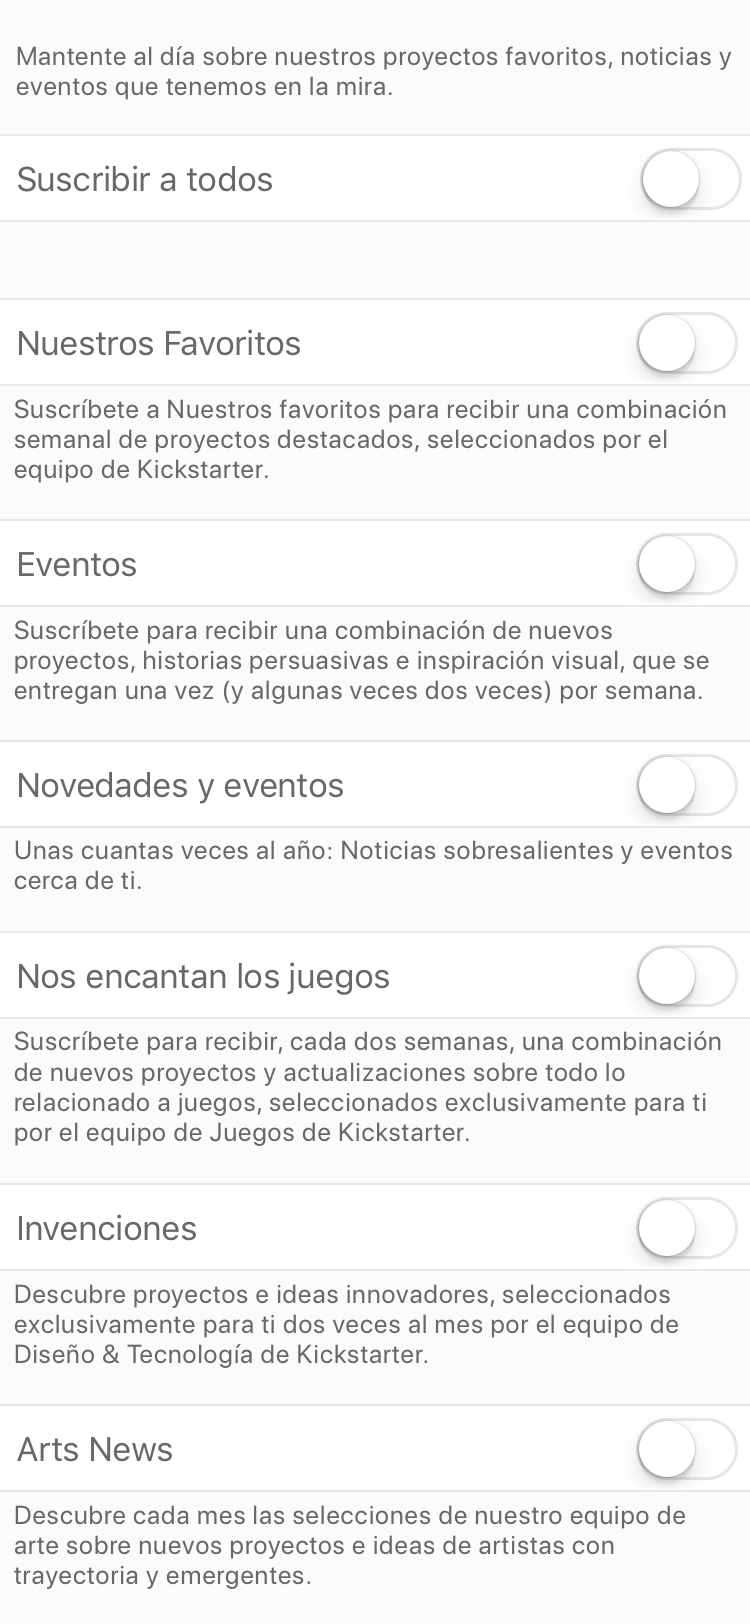 Mantente al día sobre nuestros proyectos favoritos, noticias y
eventos que tenemos en la mira.
Suscribir a todos
Nuestros Favoritos
Suscríbete a Nuestros favoritos para recibir una combinación
semanal de proyectos destacados, seleccionados por el
equipo de Kickstarter.
Eventos
Suscríbete para recibir una combinación de nuevos
proyectos, historias persuasivas e inspiración visual, que se
entregan una vez (y algunas veces dos veces) por semana.
Novedades y eventos
Unas cuantas veces al año: Noticias sobresalientes y eventos
cerca de ti.
Nos encantan los juegos
Suscríbete para recibir, cada dos semanas, una combinación
de nuevos proyectos y actualizaciones sobre todo lo
relacionado a juegos, seleccionados exclusivamente para ti
por el equipo de Juegos de Kickstarter.
Invenciones
Descubre proyectos e ideas innovadores, seleccionados
exclusivamente para ti dos veces al mes por el equipo de
Diseño & Tecnología de Kickstarter.
Arts News
Descubre cada mes las selecciones de nuestro equipo de
arte sobre nuevos proyectos e ideas de artistas con
trayectoria y emergentes.